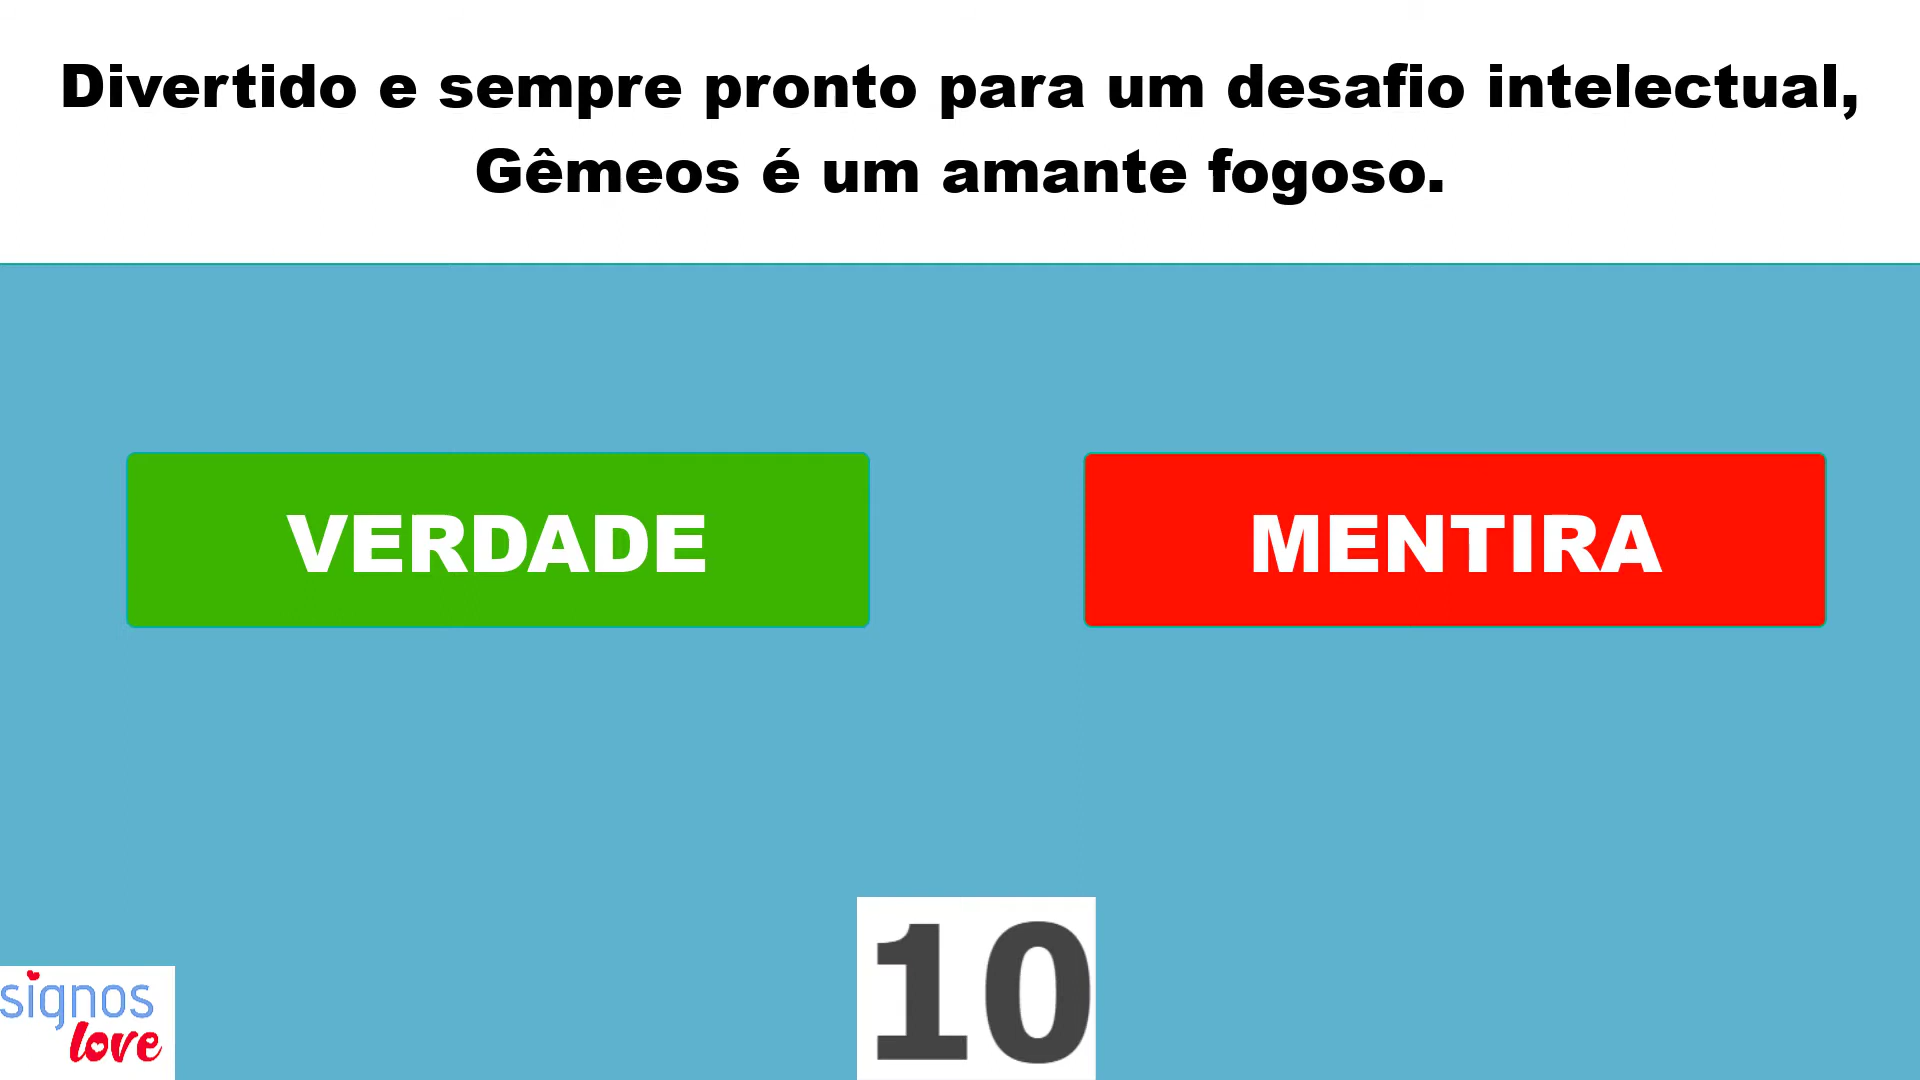 Divertido e sempre pronto para um desafio intelectual,
Gêmeos é um amante fogoso.
VERDADE
MENTIRA
10
signos
love